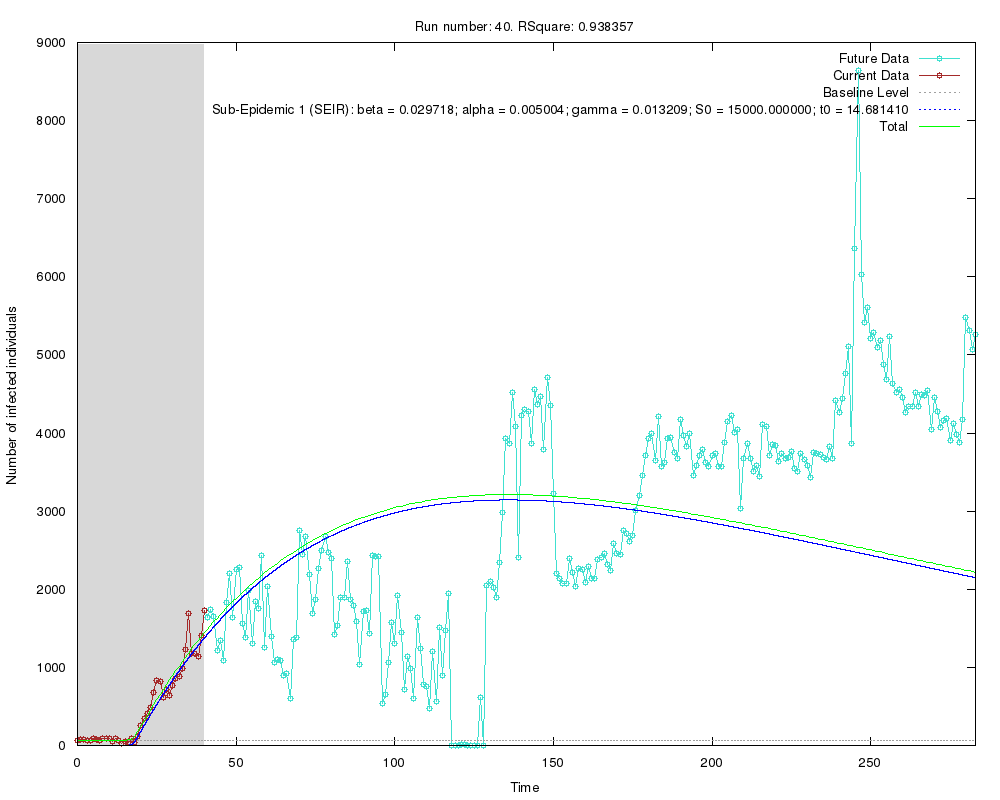 Run number: 40. RSquare: 0.938357
Future Data
Current Data
Baseline Level
Sub-Epidemic 1 (SEIR): beta = 0.029718; alpha = 0.005004; gamma = 0.013209; S0 = 15000.000000; t0 = 14.681410
Total
9000
8000
7000
6000
5000
4000
3000
2000
1000
0
Number of infected individuals
0 50 100 150 200 250
Time